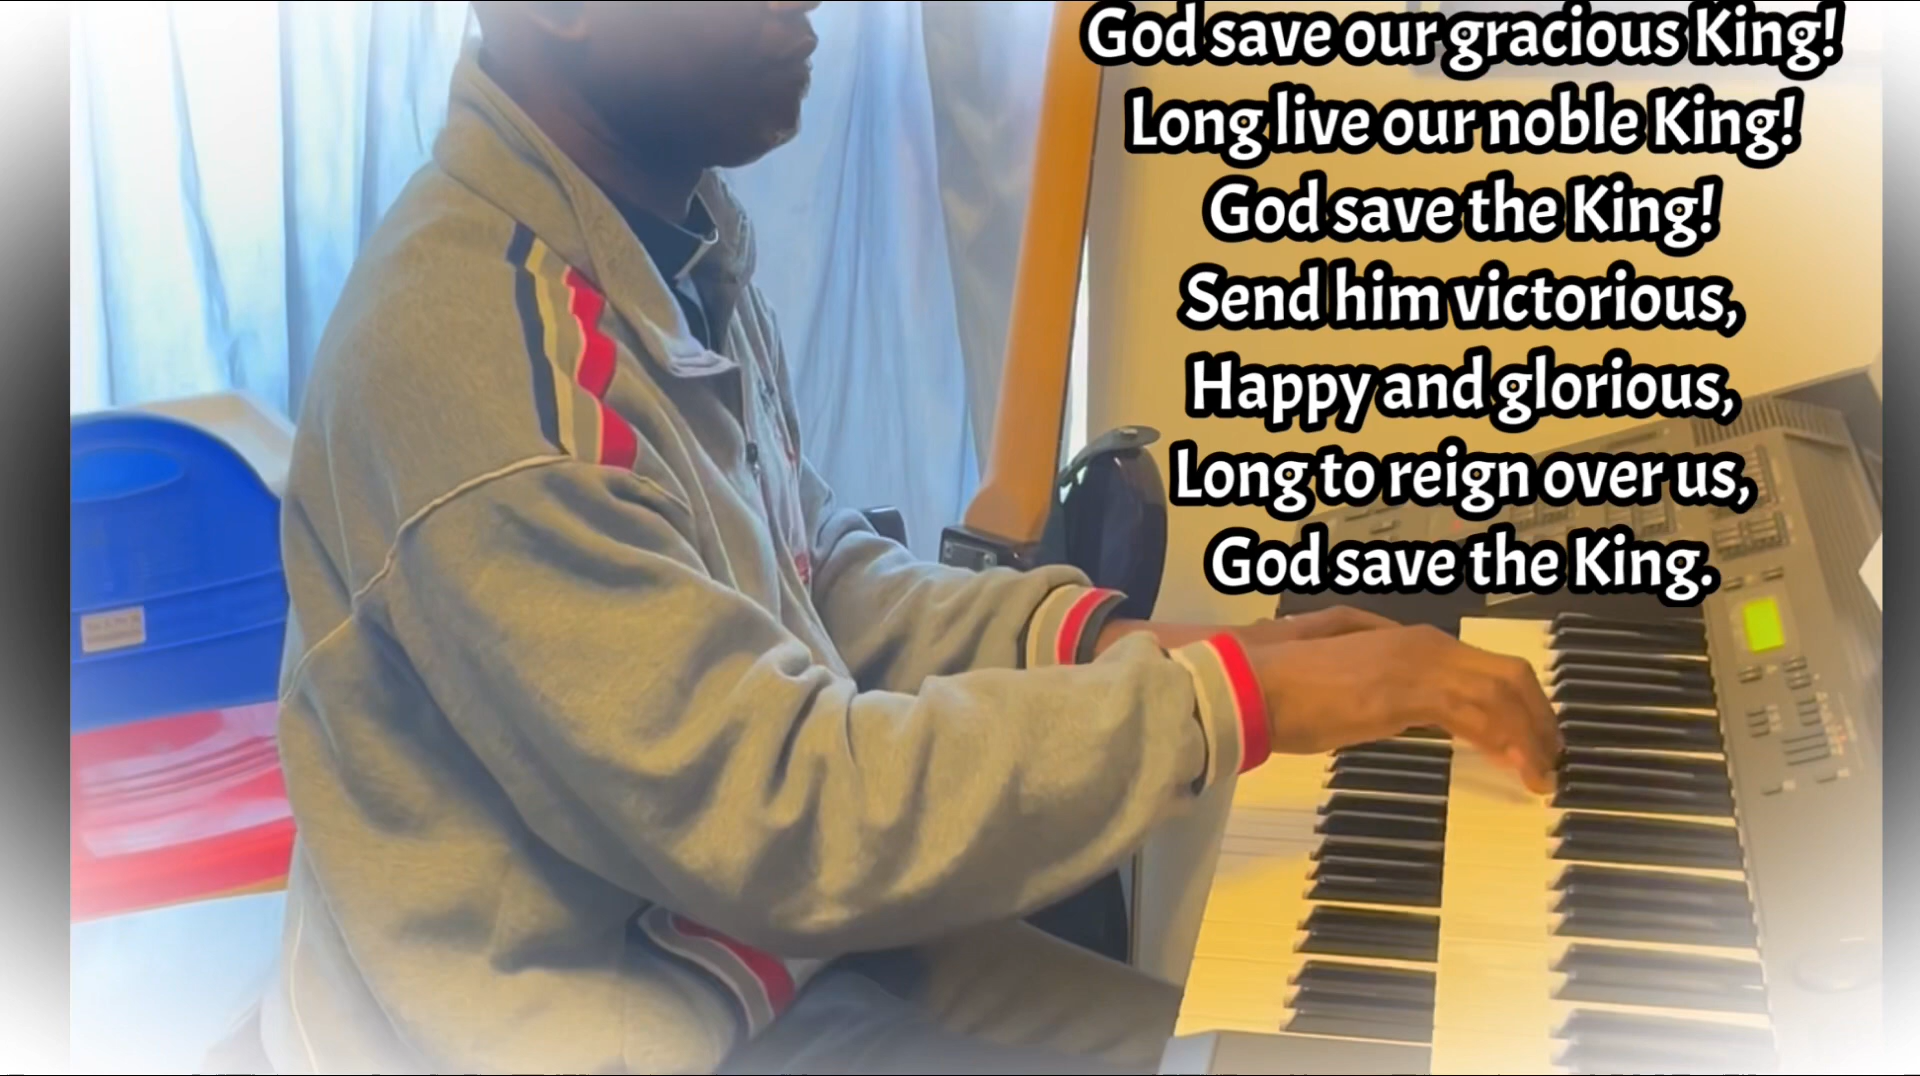 God save our gracious King!
Long live our noble King!
God save the King!
Send him victorious,
Happy and glorious,
Long to reign over us,
God save the King.